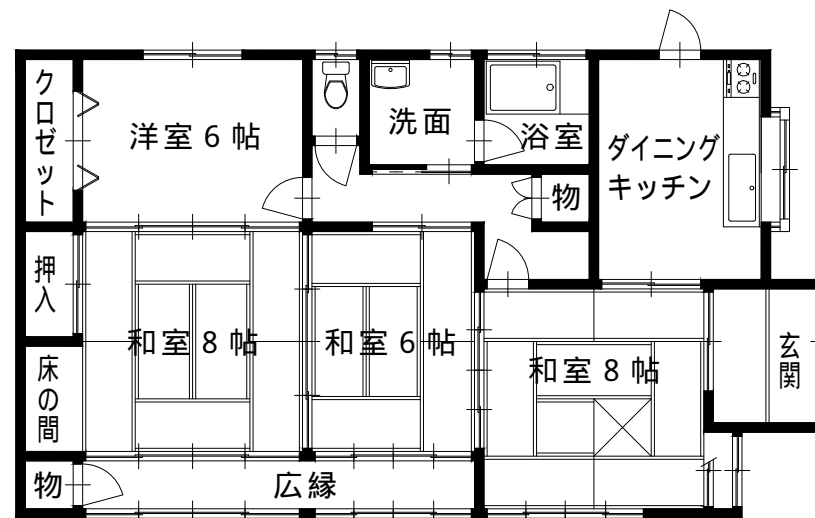 クロゼット
洋室６帖
洗面
浴室
ダイニング
キッチン
物
押入
和室８帖
和室６帖
和室８帖
玄関
床の間
物
広縁